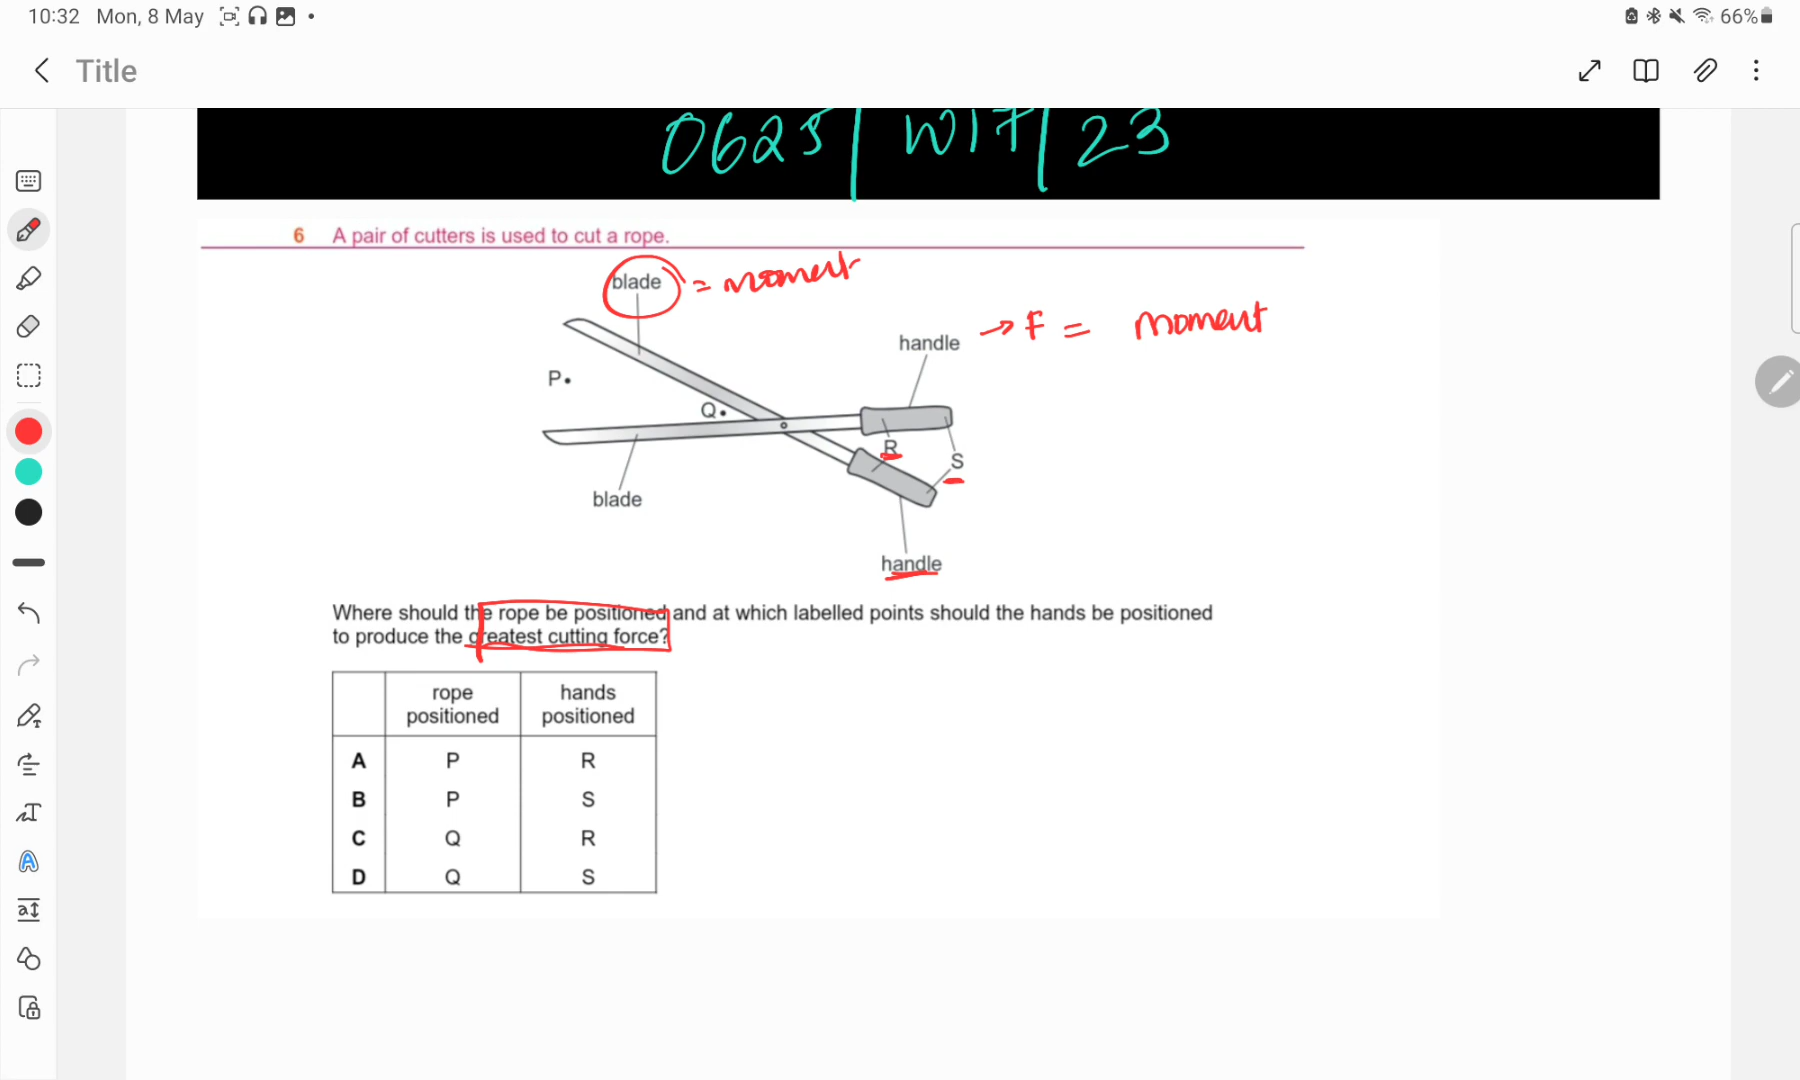 10:32 Mon, 8 May
66%
Title
0625 | W17 | 23
6 A pair of cutters is used to cut a rope.
blade = moment
handle → F = moment
P
Q
R
S
blade
handle
Where should the rope be positioned and at which labelled points should the hands be positioned
to produce the greatest cutting force?
rope positioned hands positioned
A P R
B P S
C Q R
D Q S